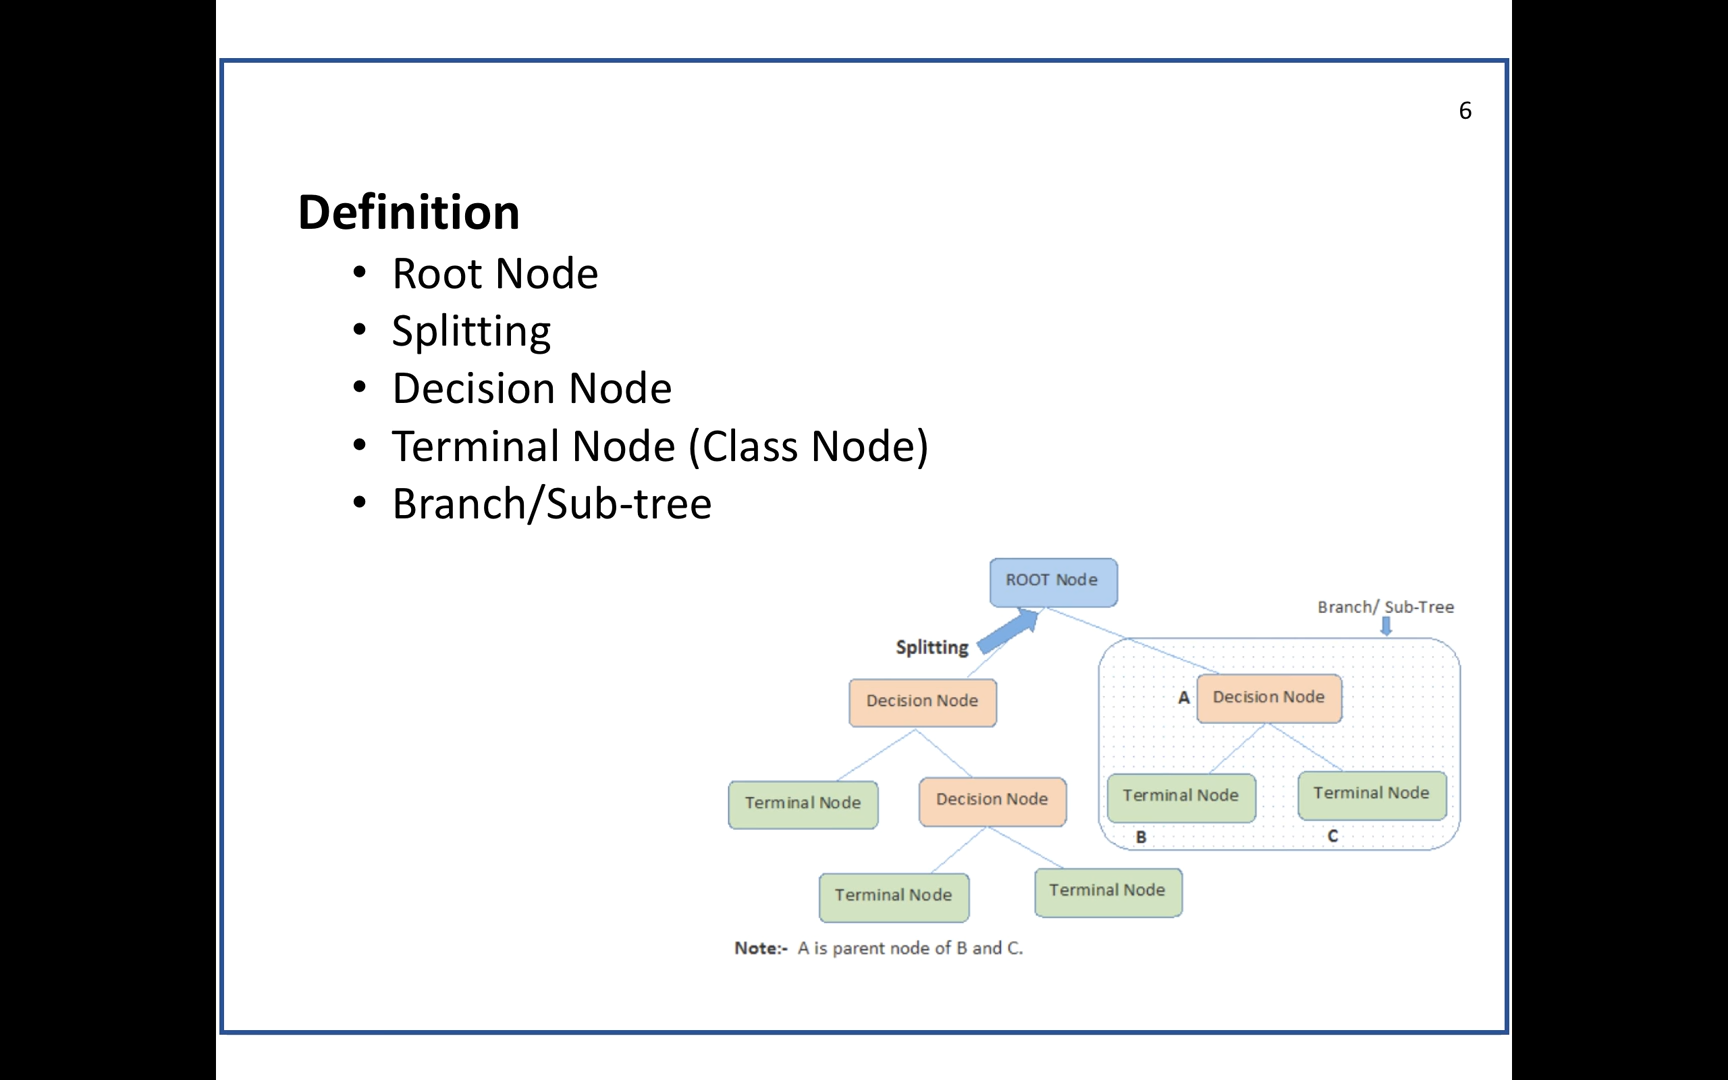 6
Definition
• Root Node
• Splitting
• Decision Node
• Terminal Node (Class Node)
• Branch/Sub-tree
ROOT Node
Branch/ Sub-Tree
Splitting
Decision Node
A Decision Node
Terminal Node
Decision Node
Terminal Node
Terminal Node
B
C
Terminal Node
Terminal Node
Note:- A is parent node of B and C.